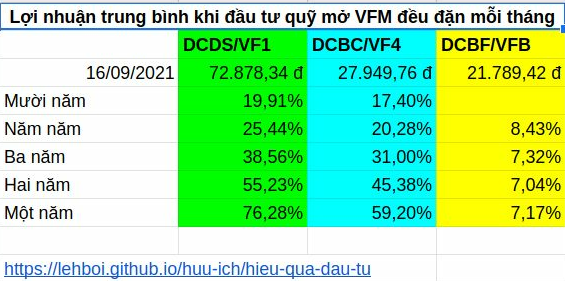 Lợi nhuận trung bình khi đầu tư quỹ mở VFM đều đặn mỗi tháng
DCDS/VF1 DCBC/VF4 DCBF/VFB
16/09/2021 72.878,34 đ 27.949,76 đ 21.789,42 đ
Mười năm 19,91% 17,40%
Năm năm 25,44% 20,28% 8,43%
Ba năm 38,56% 31,00% 7,32%
Hai năm 55,23% 45,38% 7,04%
Một năm 76,28% 59,20% 7,17%
https://lehboi.github.io/huu-ich/hieu-qua-dau-tu